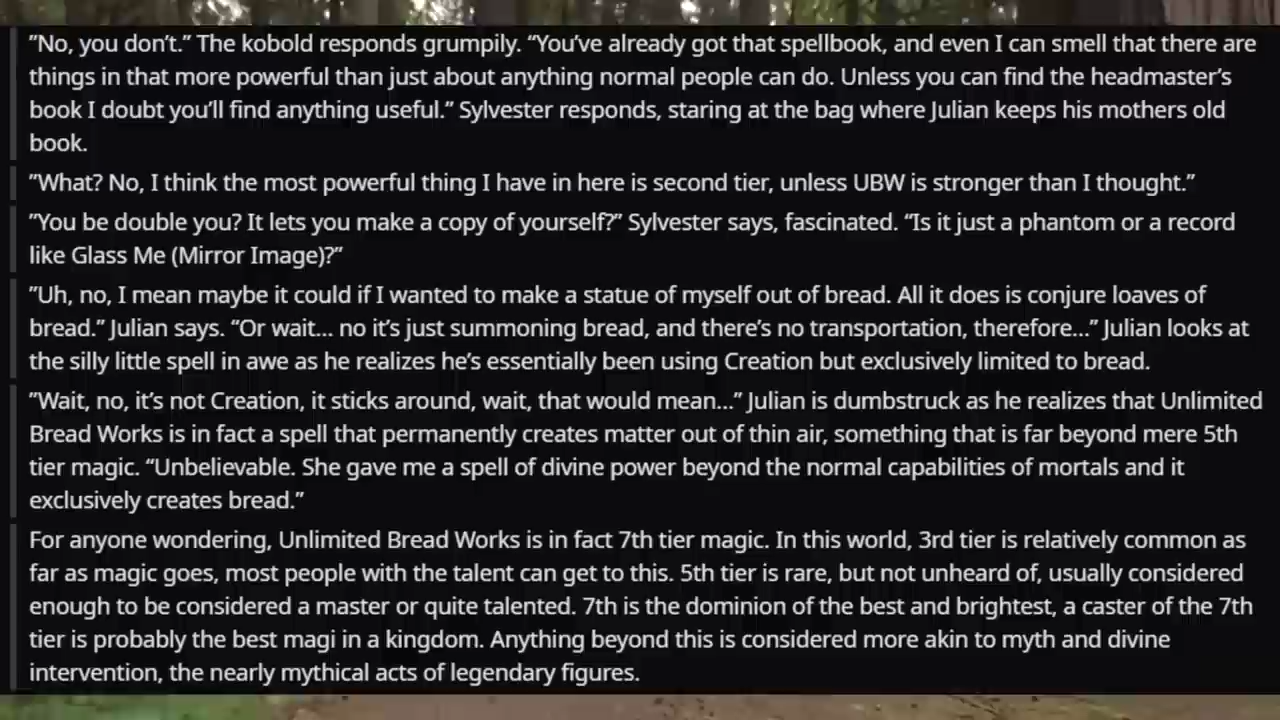 ”No, you don’t.” The kobold responds grumpily. “You’ve already got that spellbook, and even I can smell that there are
things in that more powerful than just about anything normal people can do. Unless you can find the headmaster’s
book I doubt you’ll find anything useful.” Sylvester responds, staring at the bag where Julian keeps his mothers old
book.
”What? No, I think the most powerful thing I have in here is second tier, unless UBW is stronger than I thought.”
”You be double you? It lets you make a copy of yourself?” Sylvester says, fascinated. “Is it just a phantom or a record
like Glass Me (Mirror Image)?”
”Uh, no, I mean maybe it could if I wanted to make a statue of myself out of bread. All it does is conjure loaves of
bread.” Julian says. “Or wait... no it’s just summoning bread, and there’s no transportation, therefore...” Julian looks at
the silly little spell in awe as he realizes he’s essentially been using Creation but exclusively limited to bread.
”Wait, no, it’s not Creation, it sticks around, wait, that would mean...” Julian is dumbstruck as he realizes that Unlimited
Bread Works is in fact a spell that permanently creates matter out of thin air, something that is far beyond mere 5th
tier magic. “Unbelievable. She gave me a spell of divine power beyond the normal capabilities of mortals and it
exclusively creates bread.”
For anyone wondering, Unlimited Bread Works is in fact 7th tier magic. In this world, 3rd tier is relatively common as
far as magic goes, most people with the talent can get to this. 5th tier is rare, but not unheard of, usually considered
enough to be considered a master or quite talented. 7th is the dominion of the best and brightest, a caster of the 7th
tier is probably the best magi in a kingdom. Anything beyond this is considered more akin to myth and divine
intervention, the nearly mythical acts of legendary figures.